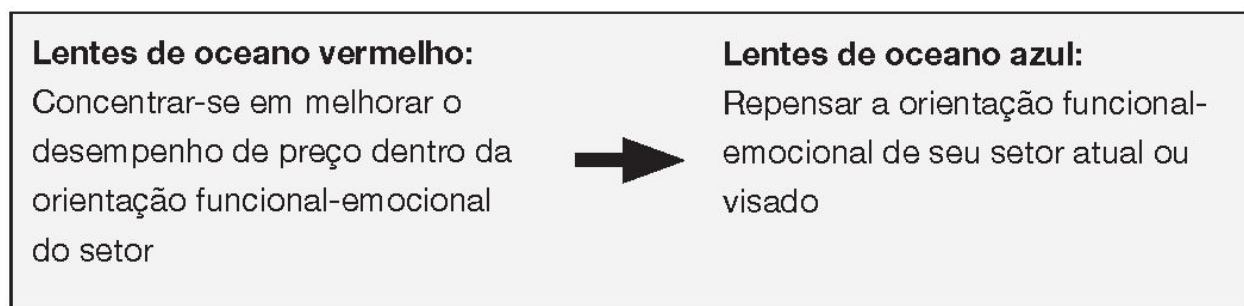 Lentes de oceano vermelho:
Concentrar-se em melhorar o
desempenho de preço dentro da
orientação funcional-emocional
do setor
Lentes de oceano azul:
Repensar a orientação funcional-
emocional de seu setor atual ou
visado